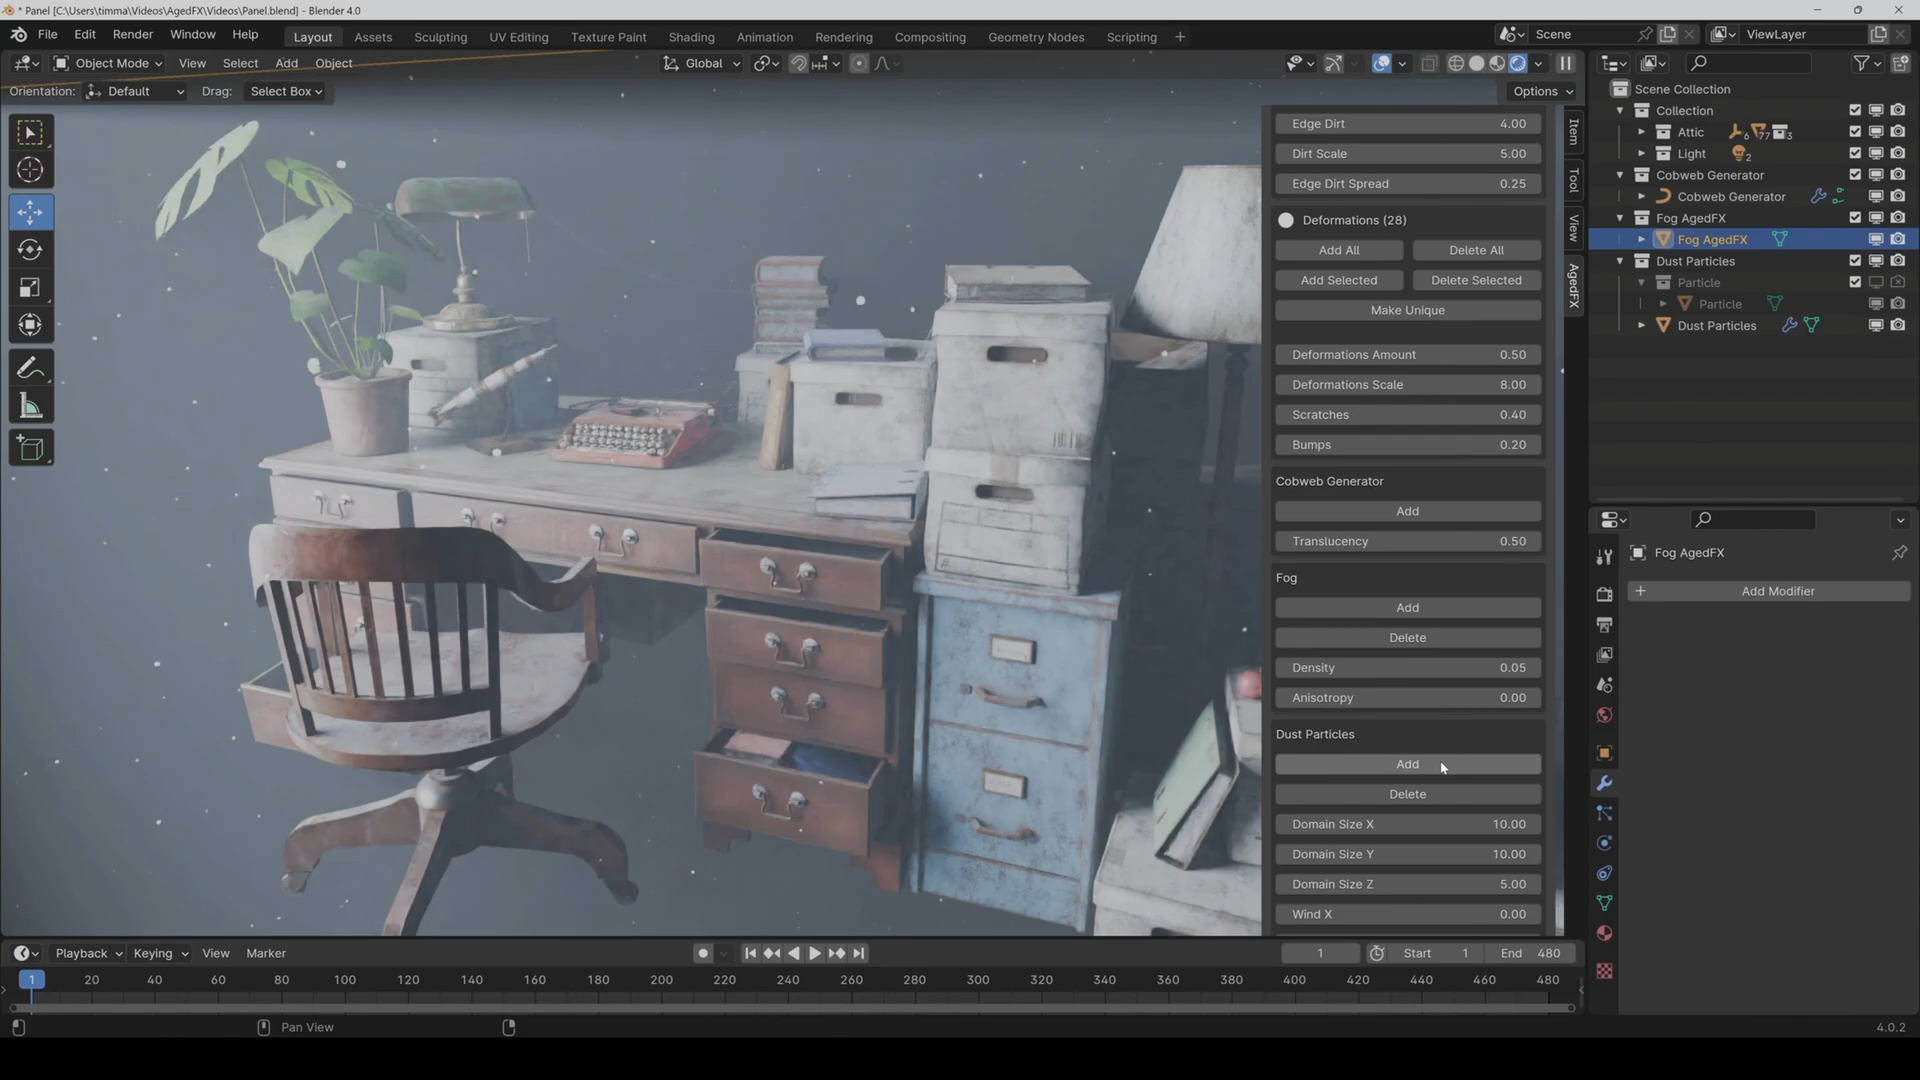 * Panel [C:\Users\timma\Videos\AgedFX\Videos\Panel.blend] - Blender 4.0
File Edit Render Window Help Layout Assets Sculpting UV Editing Texture Paint Shading Animation Rendering Compositing Geometry Nodes Scripting + Scene ViewLayer
Object Mode View Select Add Object Global
Orientation: Default Drag: Select Box Options
Item
Tool
View
AgedFX
Edge Dirt 4.00
Dirt Scale 5.00
Edge Dirt Spread 0.25
Deformations (28)
Add All Delete All
Add Selected Delete Selected
Make Unique
Deformations Amount 0.50
Deformations Scale 8.00
Scratches 0.40
Bumps 0.20
Cobweb Generator
Add
Translucency 0.50
Fog
Add
Delete
Density 0.05
Anisotropy 0.00
Dust Particles
Add
Delete
Domain Size X 10.00
Domain Size Y 10.00
Domain Size Z 5.00
Wind X 0.00
Scene Collection
Collection
Attic 6 77 3
Light 2
Cobweb Generator
Cobweb Generator
Fog AgedFX
Fog AgedFX
Dust Particles
Particle
Particle
Dust Particles
Fog AgedFX
+ Add Modifier
Playback Keying View Marker 1 Start 1 End 480
1 20 40 60 80 100 120 140 160 180 200 220 240 260 280 300 320 340 360 380 400 420 440 460 480
Pan View 4.0.2